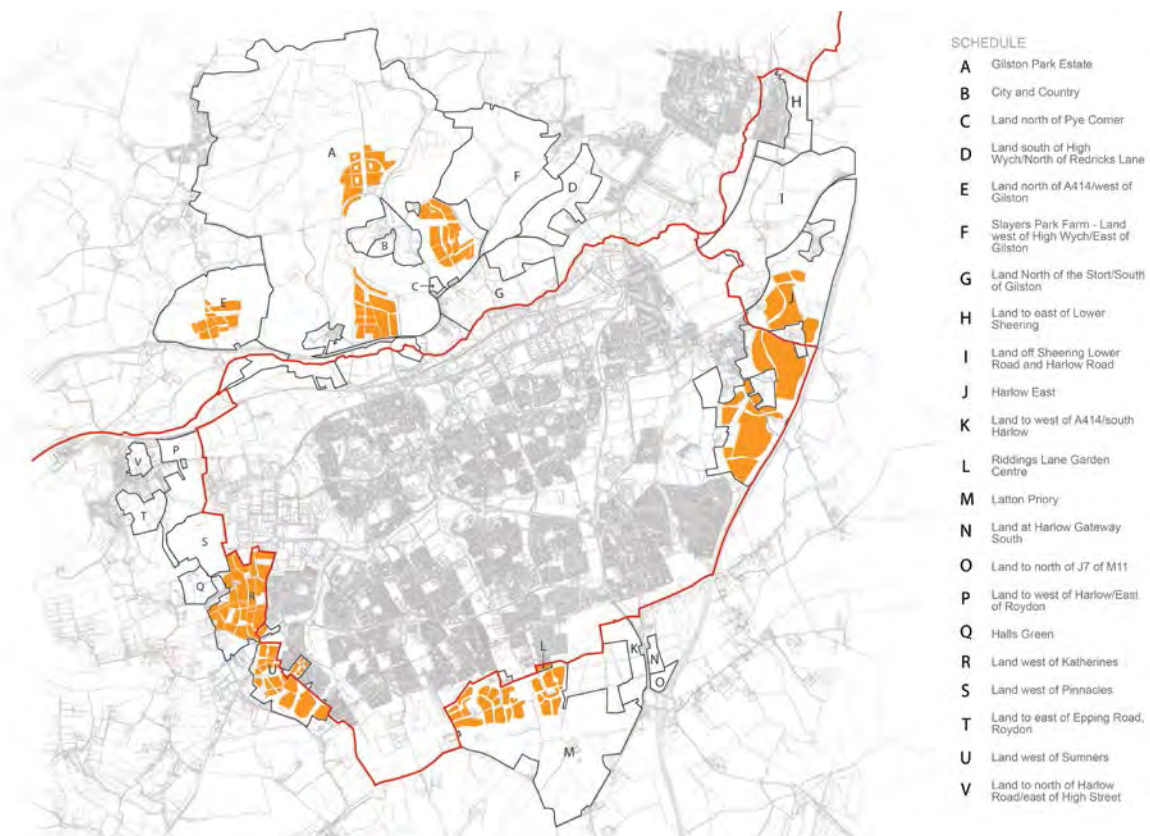 SCHEDULE
A Gilston Park Estate
B City and Country
C Land north of Pye Corner
D Land south of High
Wych/North of Redricks Lane
E Land north of A414/west of
Gilston
F Slayers Park Farm - Land
west of High Wych/East of
Gilston
G Land North of the Stort/South
of Gilston
H Land to east of Lower
Sheering
I Land off Sheering Lower
Road and Harlow Road
J Harlow East
K Land to west of A414/south
Harlow
L Riddings Lane Garden
Centre
M Latton Priory
N Land at Harlow Gateway
South
O Land to north of J7 of M11
P Land to west of Harlow/East
of Roydon
Q Halls Green
R Land west of Katherines
S Land west of Pinnacles
T Land to east of Epping Road,
Roydon
U Land west of Sumners
V Land to north of Harlow
Road/east of High Street
H
A
F
D
I
B
C
G
E
J
P
V
T
S
Q
R
L
K
N
U
O
M